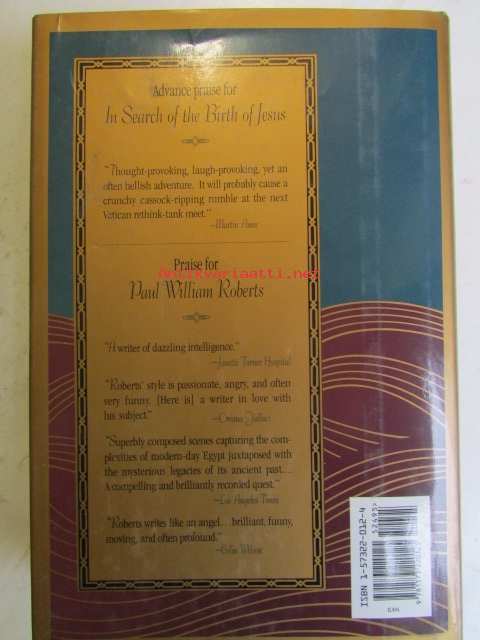 Advance praise for
In Search of the Birth of Jesus
"Thought-provoking, laugh-provoking, yet an
often hellish adventure. It will probably cause a
crunchy cassock-ripping rumble at the next
Vatican rethink-tank meet."
—Martin Amis
Antikvariaatti.net
Praise for
Paul William Roberts
"A writer of dazzling intelligence."
—Janette Turner Hospital
"Roberts' style is passionate, angry, and often
very funny. [Here is] a writer in love with
his subject."
"Superbly composed scenes capturing the com-
plexities of modern-day Egypt juxtaposed with
the mysterious legacies of its ancient past....
A compelling and brilliantly recorded quest."
—Los Angeles Times
"Roberts writes like an angel...brilliant, funny,
moving, and often profound."
—Colin Wilson
ISBN 1-57322-012-4
52495>